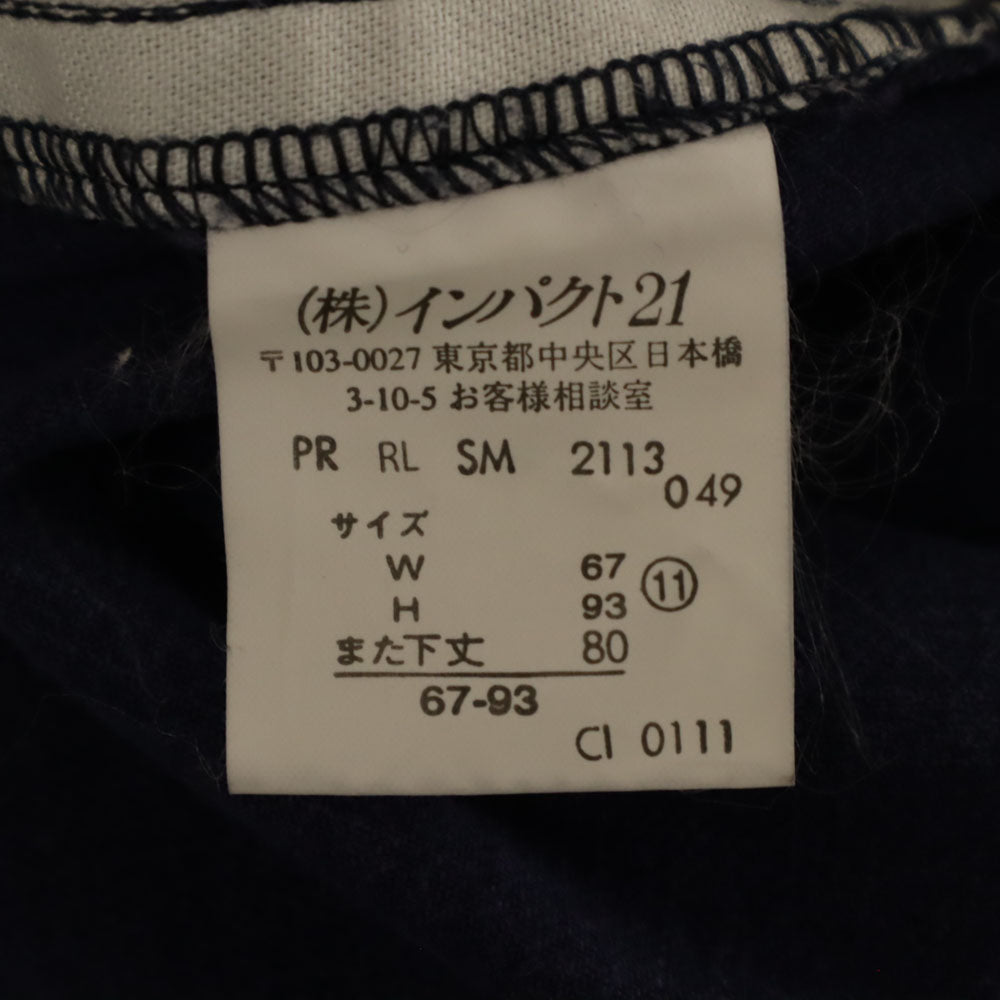 (株)インパクト21
〒103-0027 東京都中央区日本橋
3-10-5 お客様相談室
PR RL SM 2113
049
サイズ
W 67
H 93 ⑪
また下丈 80
67-93
CI 0111